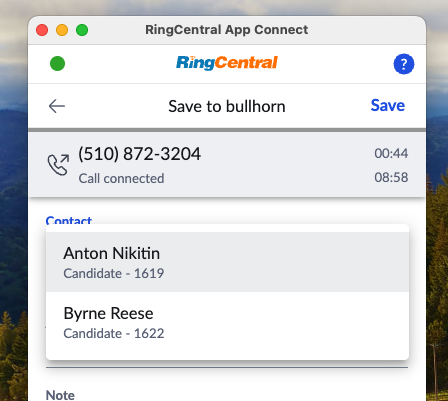 RingCentral App Connect
RingCentral
?
Save to bullhorn
Save
(510) 872-3204
00:44
Call connected
08:58
Contact
Anton Nikitin
Candidate - 1619
Byrne Reese
Candidate - 1622
Note